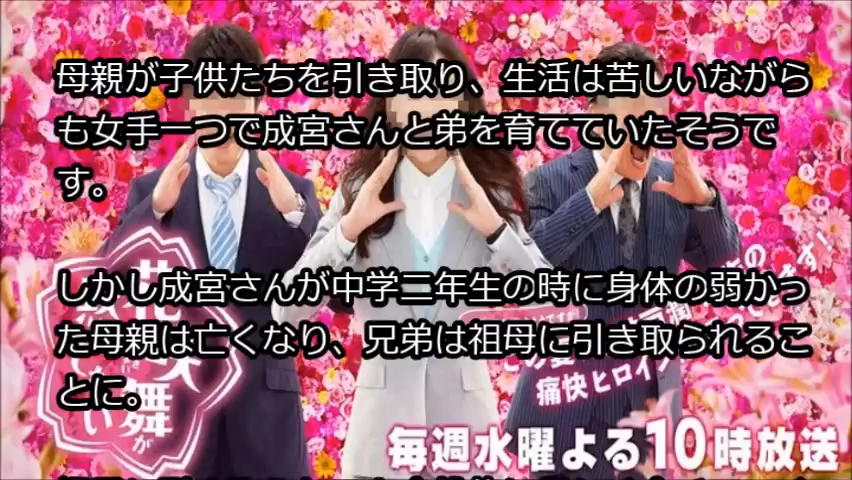 母親が子供たちを引き取り、生活は苦しいながら
も女手一つで成宮さんと弟を育てていたそうで
す。
しかし成宮さんが中学二年生の時に身体の弱かっ
た母親は亡くなり、兄弟は祖母に引き取られるこ
とに。
舞が
痛快ヒロイ
毎週水曜よる10時放送